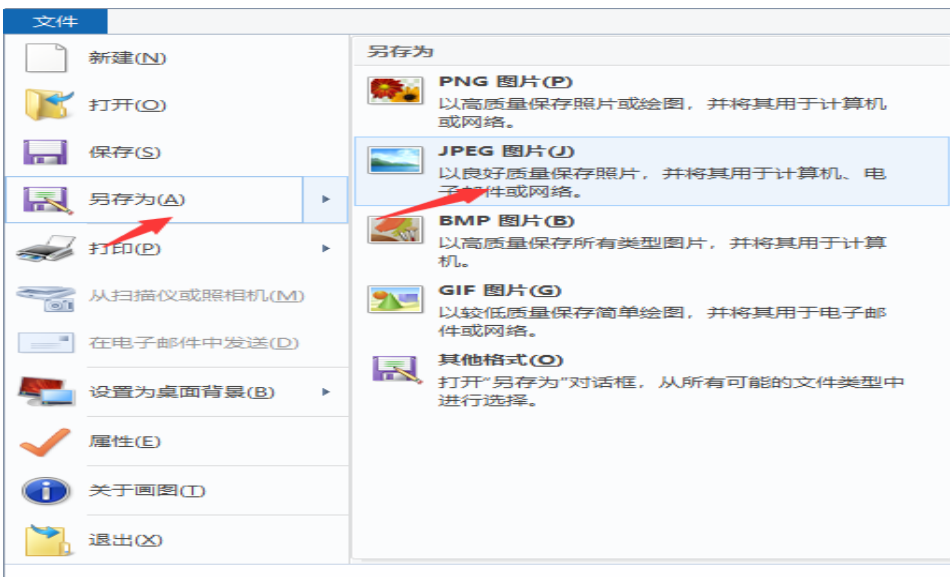 文件
新建(N)
打开(O)
保存(S)
另存为(A)
打印(P)
从扫描仪或照相机(M)
在电子邮件中发送(D)
设置为桌面背景(B)
属性(E)
关于画图(T)
退出(X)
另存为
PNG 图片(P)
以高质量保存照片或绘图，并将其用于计算机
或网络。
JPEG 图片(J)
以良好质量保存照片，并将其用于计算机、电
子邮件或网络。
BMP 图片(B)
以高质量保存所有类型图片，并将其用于计算
机。
GIF 图片(G)
以较低质量保存简单绘图，并将其用于电子邮
件或网络。
其他格式(O)
打开“另存为”对话框，从所有可能的文件类型中
进行选择。